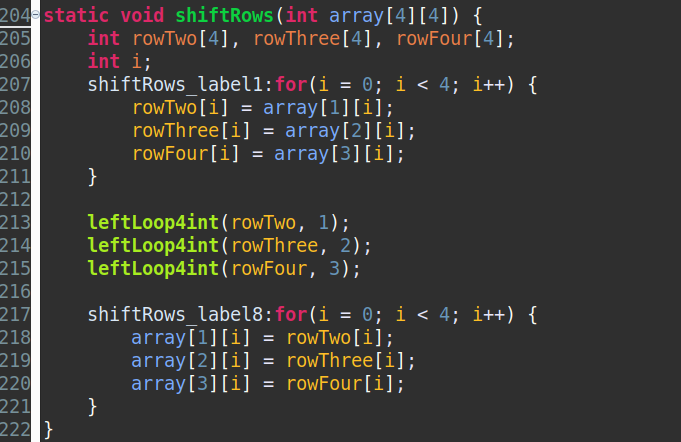 204 static void shiftRows(int array[4][4]) {
205     int rowTwo[4], rowThree[4], rowFour[4];
206     int i;
207     shiftRows_label1:for(i = 0; i < 4; i++) {
208         rowTwo[i] = array[1][i];
209         rowThree[i] = array[2][i];
210         rowFour[i] = array[3][i];
211     }
212
213     leftLoop4int(rowTwo, 1);
214     leftLoop4int(rowThree, 2);
215     leftLoop4int(rowFour, 3);
216
217     shiftRows_label8:for(i = 0; i < 4; i++) {
218         array[1][i] = rowTwo[i];
219         array[2][i] = rowThree[i];
220         array[3][i] = rowFour[i];
221     }
222 }